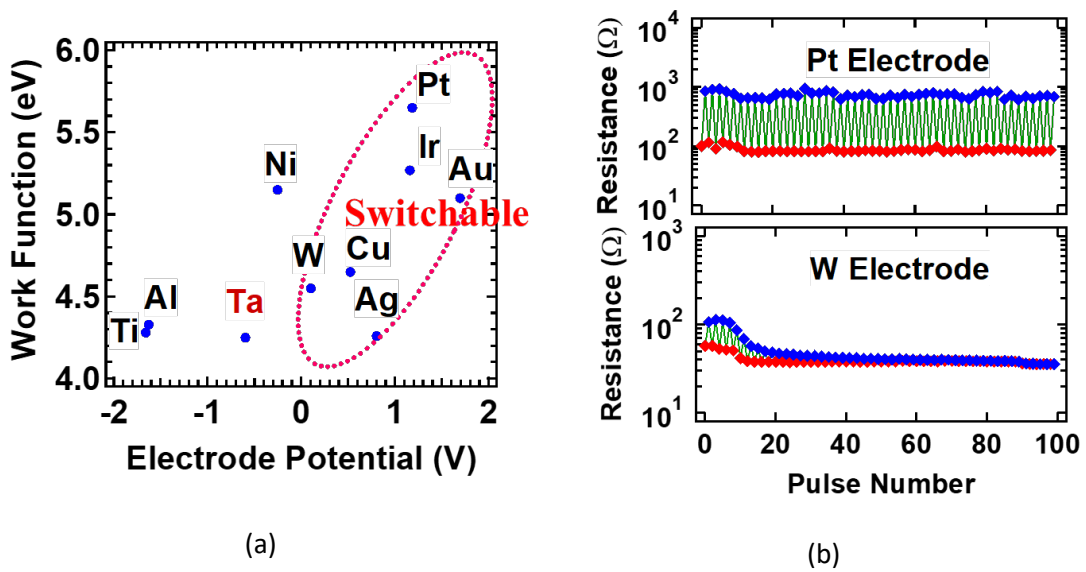 Work Function (eV)
6.0
5.5
5.0
4.5
4.0
Pt
Ir
Ni
Au
Switchable
W
Cu
Al
Ta
Ag
Ti
-2 -1 0 1 2
Electrode Potential (V)
(a)
Resistance (Ω)
10⁴
10³
10²
10¹
Pt Electrode
Resistance (Ω)
10³
10²
10¹
W Electrode
0 20 40 60 80 100
Pulse Number
(b)